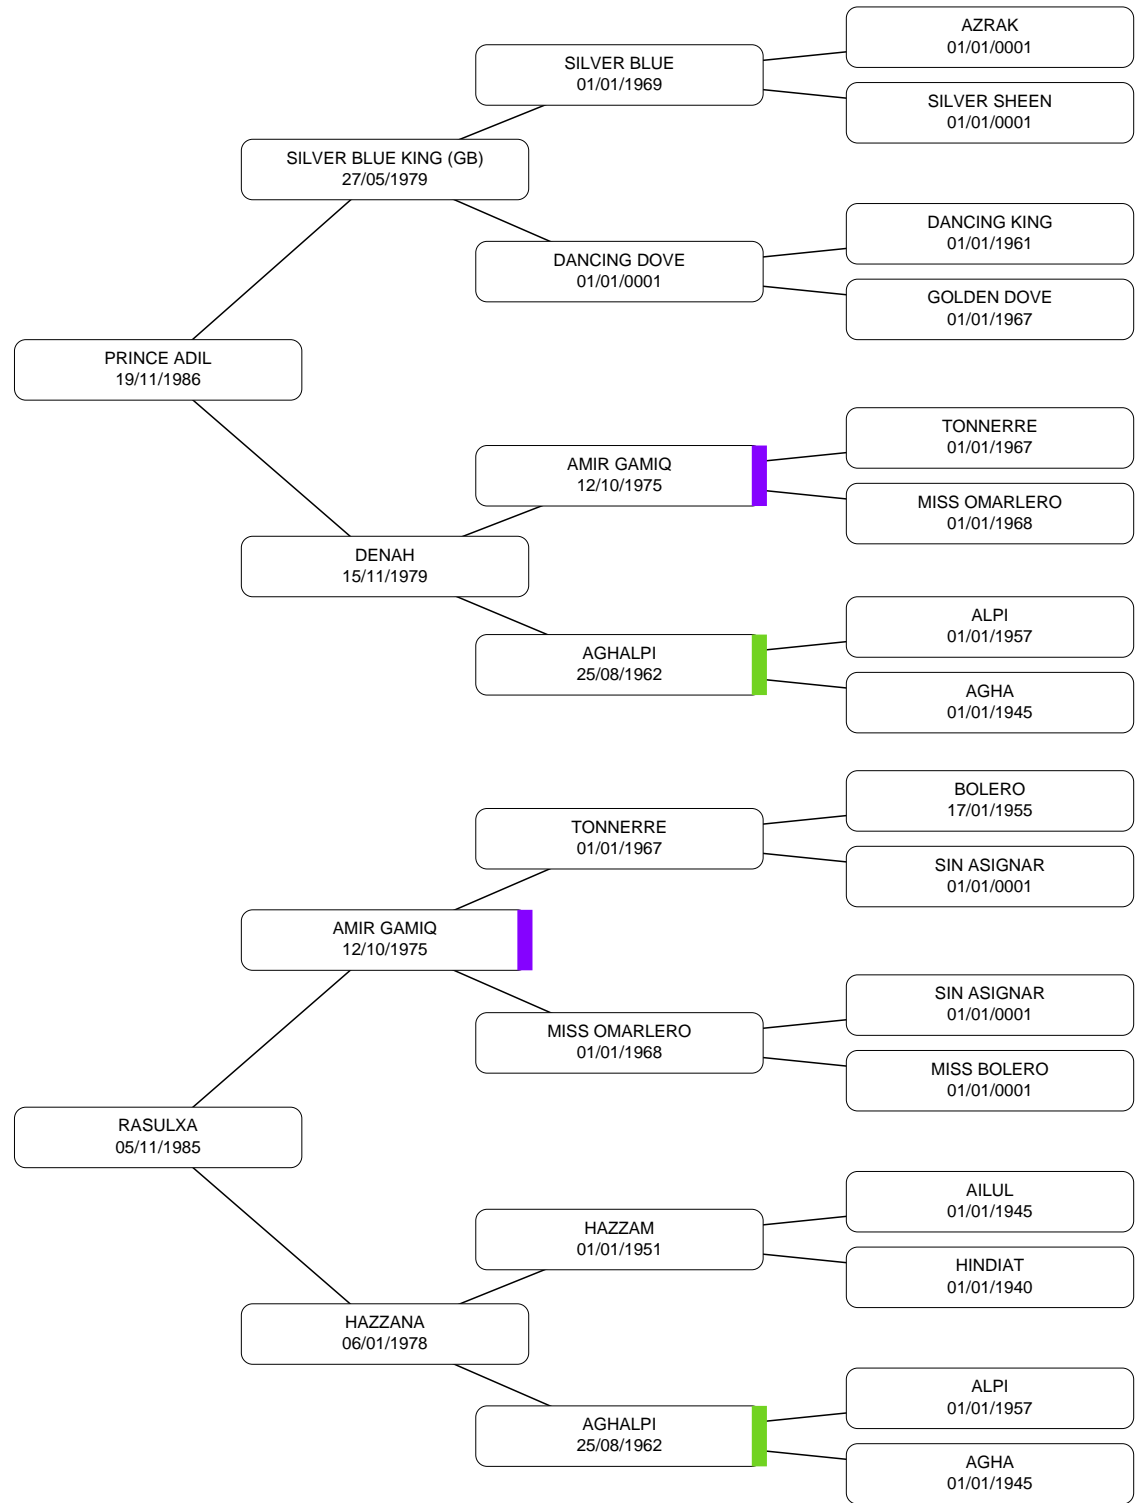 AZRAK
01/01/0001
SILVER BLUE
01/01/1969
SILVER SHEEN
01/01/0001
SILVER BLUE KING (GB)
27/05/1979
DANCING KING
01/01/1961
DANCING DOVE
01/01/0001
GOLDEN DOVE
01/01/1967
PRINCE ADIL
19/11/1986
TONNERRE
01/01/1967
AMIR GAMIQ
12/10/1975
MISS OMARLERO
01/01/1968
DENAH
15/11/1979
ALPI
01/01/1957
AGHALPI
25/08/1962
AGHA
01/01/1945
BOLERO
17/01/1955
TONNERRE
01/01/1967
SIN ASIGNAR
01/01/0001
AMIR GAMIQ
12/10/1975
SIN ASIGNAR
01/01/0001
MISS OMARLERO
01/01/1968
MISS BOLERO
01/01/0001
RASULXA
05/11/1985
AILUL
01/01/1945
HAZZAM
01/01/1951
HINDIAT
01/01/1940
HAZZANA
06/01/1978
ALPI
01/01/1957
AGHALPI
25/08/1962
AGHA
01/01/1945